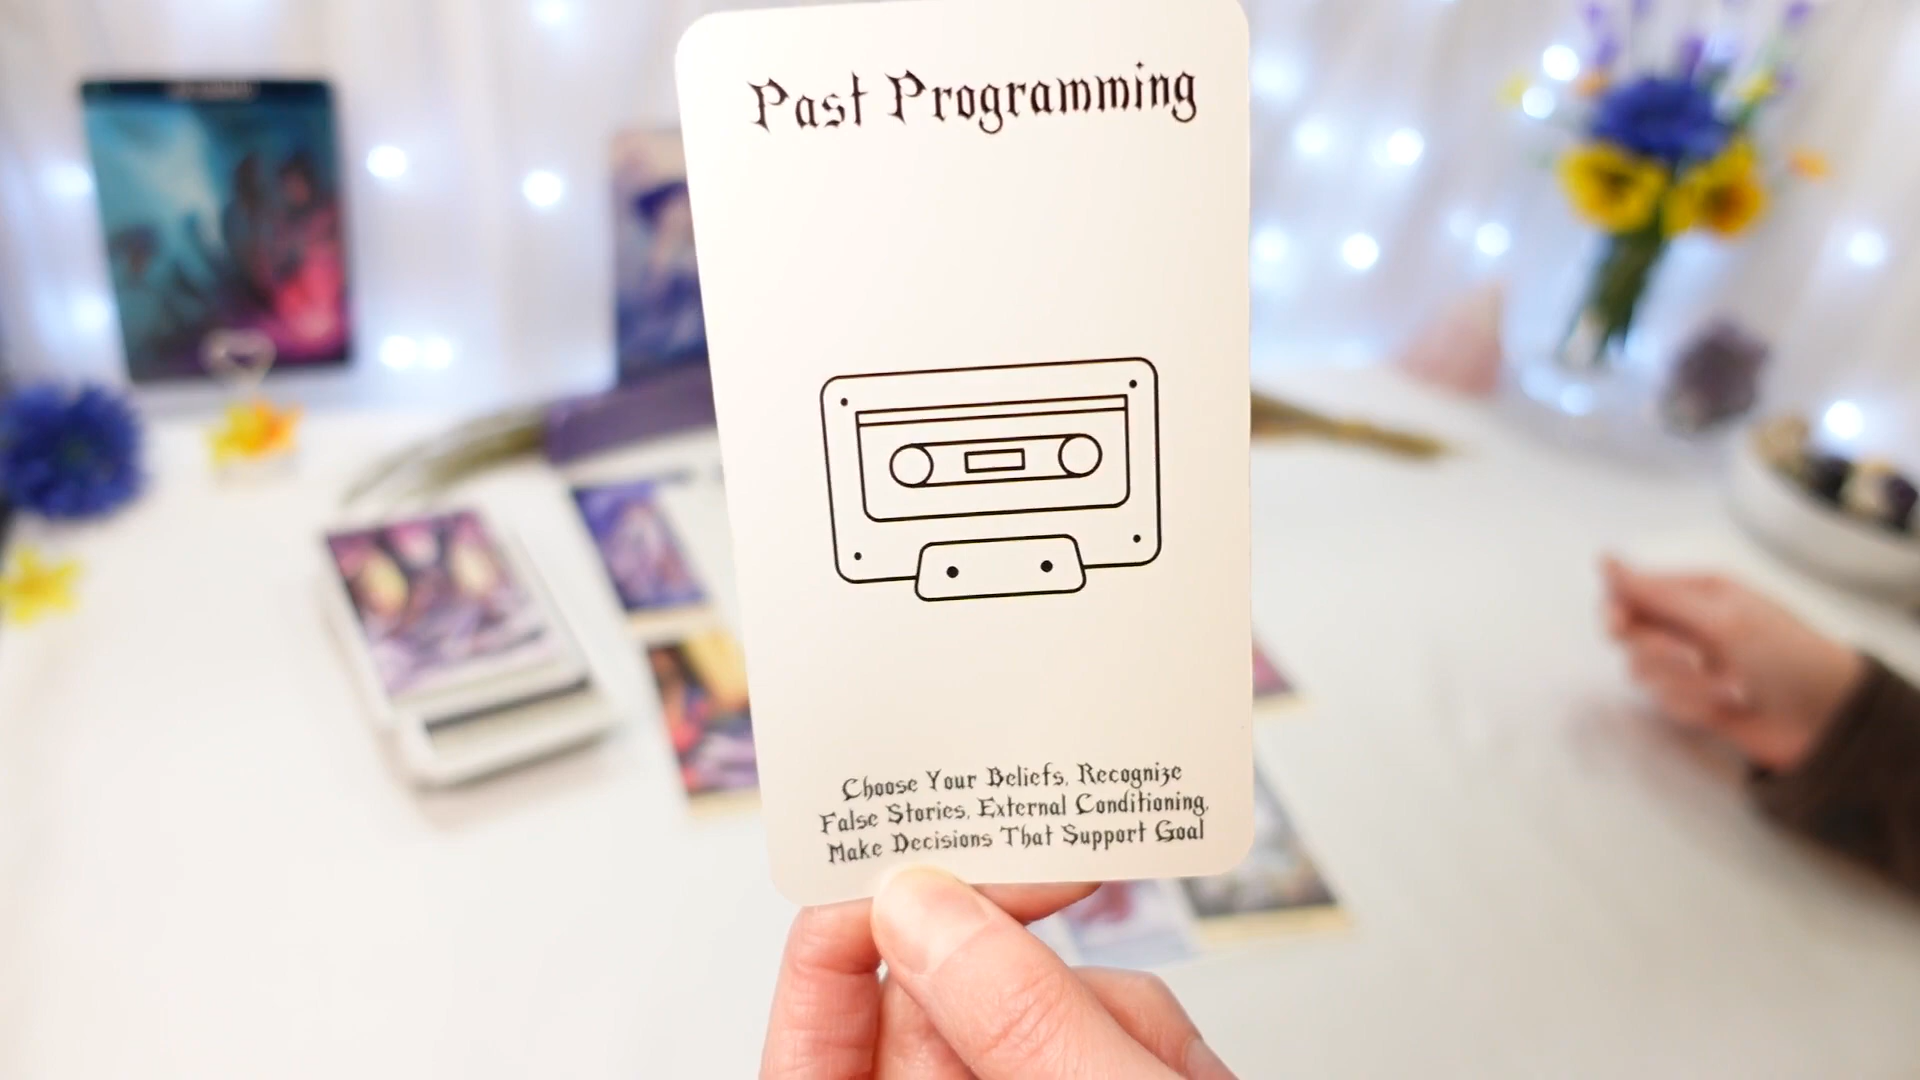 Past Programming
Choose Your Beliefs, Recognize
False Stories, External Conditioning,
Make Decisions That Support Goal